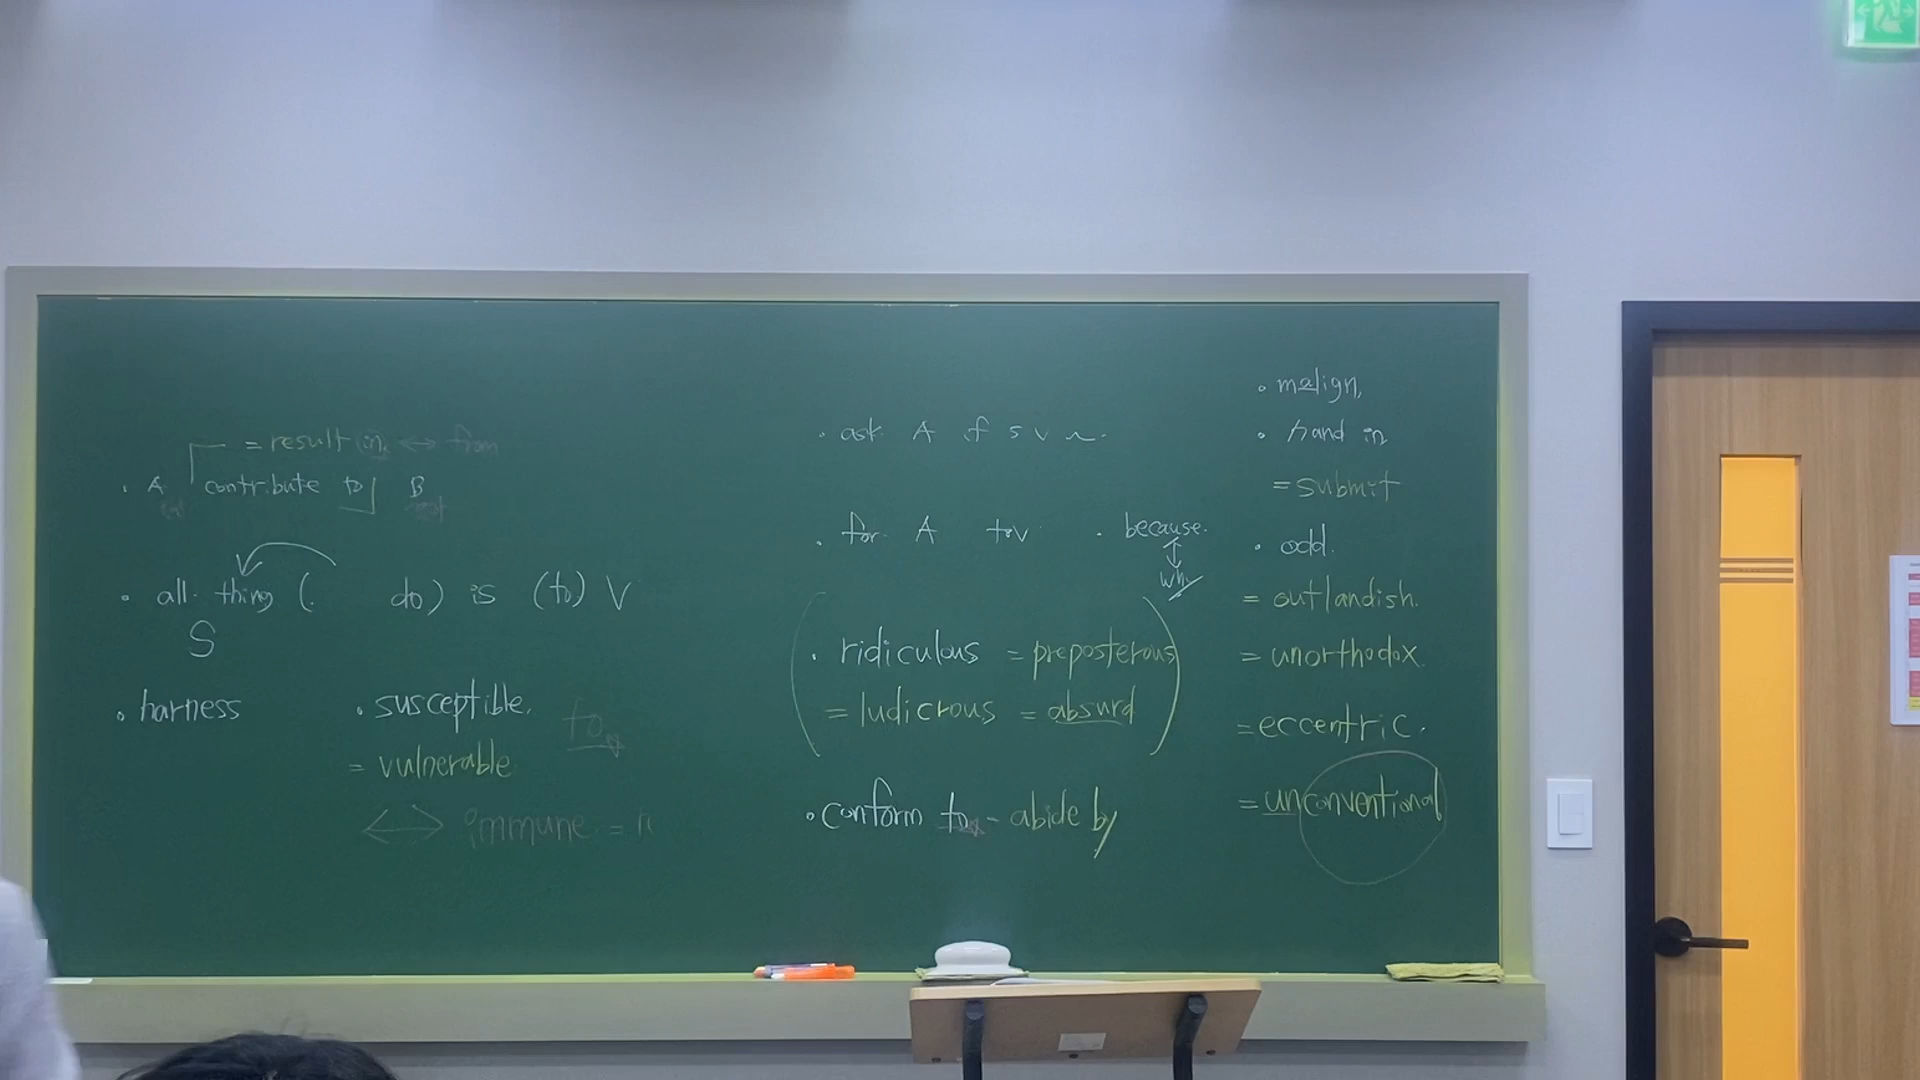 = result in ↔ from
· A contribute to B
· all thing ( do) is (to) V
S
· harness
· susceptible, to
= vulnerable
↔ immune =
· ask A if s v ~.
· for A to v
· because.
↕
why
· ridiculous = preposterous
= ludicrous = absurd
· conform to - abide by
· malign,
· hand in
= submit
· odd.
= outlandish.
= unorthodox.
= eccentric.
= unconventional